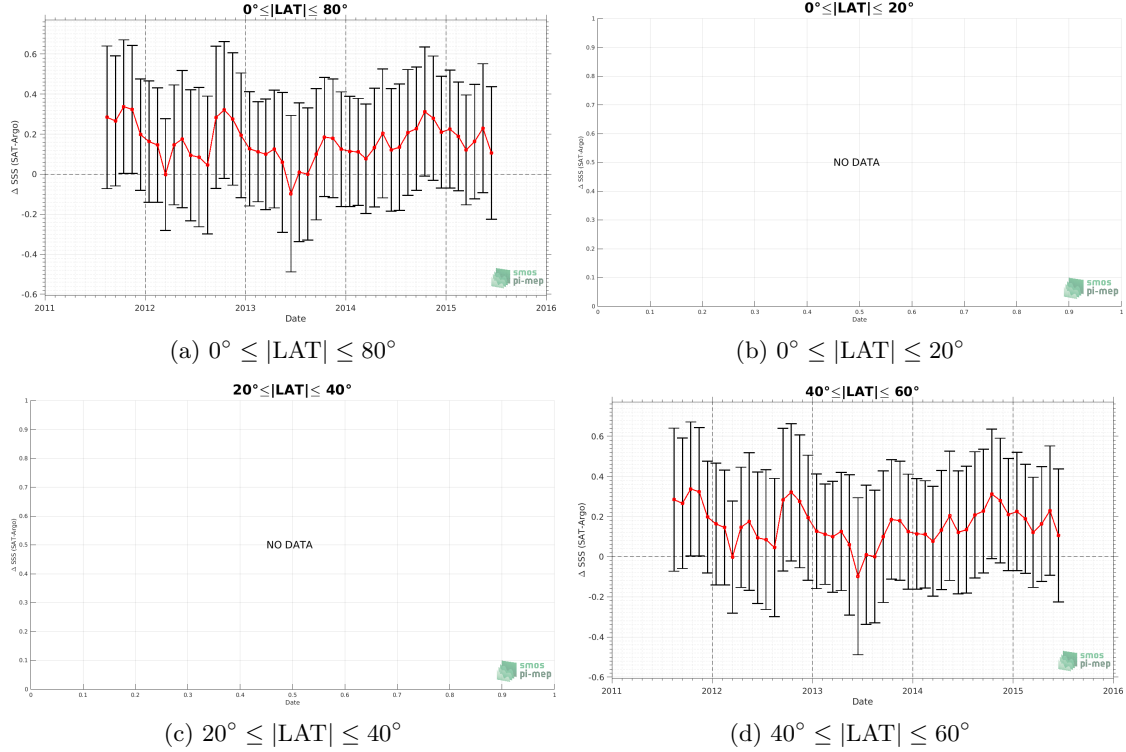 0°≤|LAT|≤ 80°
Δ SSS (SAT-Argo)
0.6
0.4
0.2
0
-0.2
-0.4
-0.6
2011 2012 2013 2014 2015 2016
Date
smos
pi-mep
(a) 0° ≤ |LAT| ≤ 80°
0°≤|LAT|≤ 20°
Δ SSS (SAT-Argo)
1
0.9
0.8
0.7
0.6
0.5
0.4
0.3
0.2
0.1
0
NO DATA
0 0.1 0.2 0.3 0.4 0.5 0.6 0.7 0.8 0.9 1
Date
smos
pi-mep
(b) 0° ≤ |LAT| ≤ 20°
20°≤|LAT|≤ 40°
Δ SSS (SAT-Argo)
1
0.9
0.8
0.7
0.6
0.5
0.4
0.3
0.2
0.1
0
NO DATA
0 0.1 0.2 0.3 0.4 0.5 0.6 0.7 0.8 0.9 1
Date
smos
pi-mep
(c) 20° ≤ |LAT| ≤ 40°
40°≤|LAT|≤ 60°
Δ SSS (SAT-Argo)
0.6
0.4
0.2
0
-0.2
-0.4
-0.6
2011 2012 2013 2014 2015 2016
Date
smos
pi-mep
(d) 40° ≤ |LAT| ≤ 60°